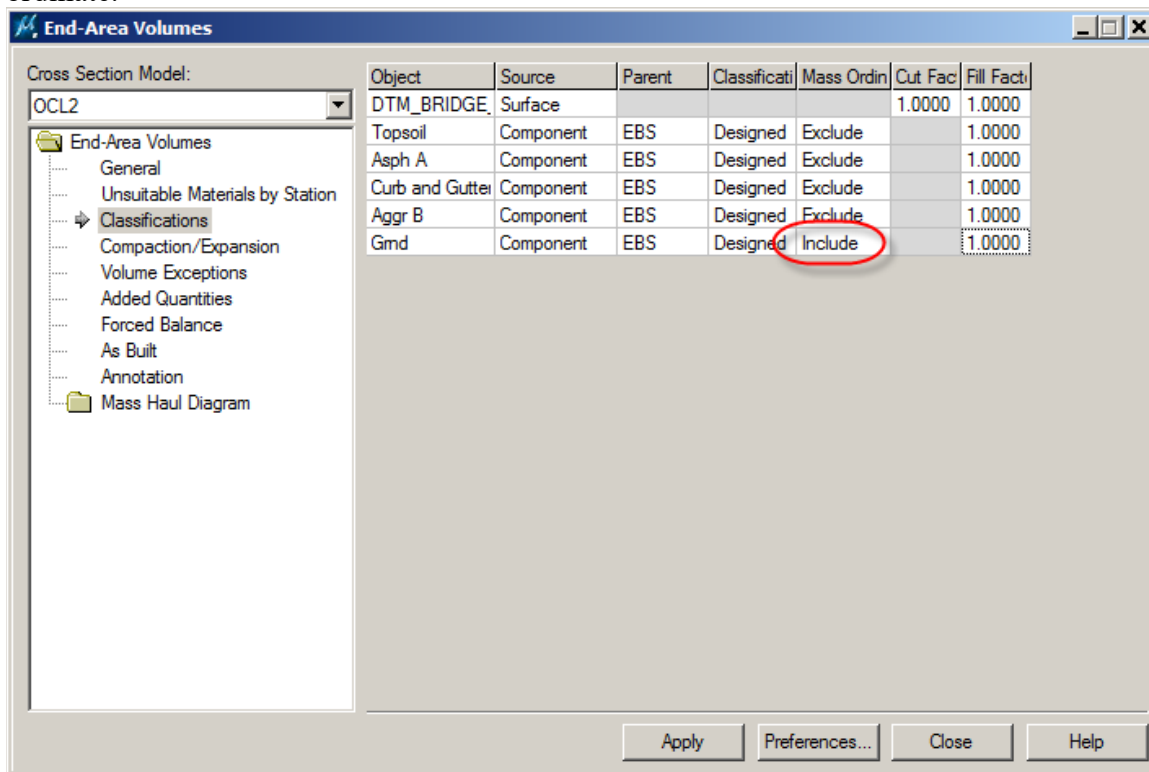 End-Area Volumes
Cross Section Model:
OCL2
End-Area Volumes
General
Unsuitable Materials by Station
Classifications
Compaction/Expansion
Volume Exceptions
Added Quantities
Forced Balance
As Built
Annotation
Mass Haul Diagram
Object Source Parent Classificati Mass Ordin Cut Fac Fill Facto
DTM_BRIDGE_ Surface 1.0000 1.0000
Topsoil Component EBS Designed Exclude 1.0000
Asph A Component EBS Designed Exclude 1.0000
Curb and Gutter Component EBS Designed Exclude 1.0000
Aggr B Component EBS Designed Exclude 1.0000
Grnd Component EBS Designed Include 1.0000
Apply Preferences... Close Help